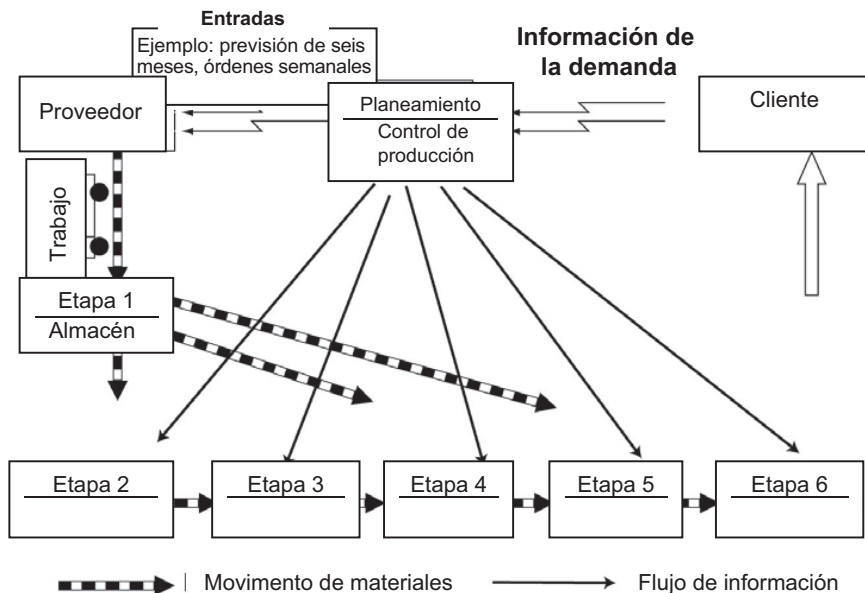 Entradas
Ejemplo: previsión de seis
meses, órdenes semanales
Información de
la demanda
Proveedor
Planeamiento
Control de
producción
Cliente
Trabajo
Etapa 1
Almacén
Etapa 2
Etapa 3
Etapa 4
Etapa 5
Etapa 6
Movimento de materiales
Flujo de información